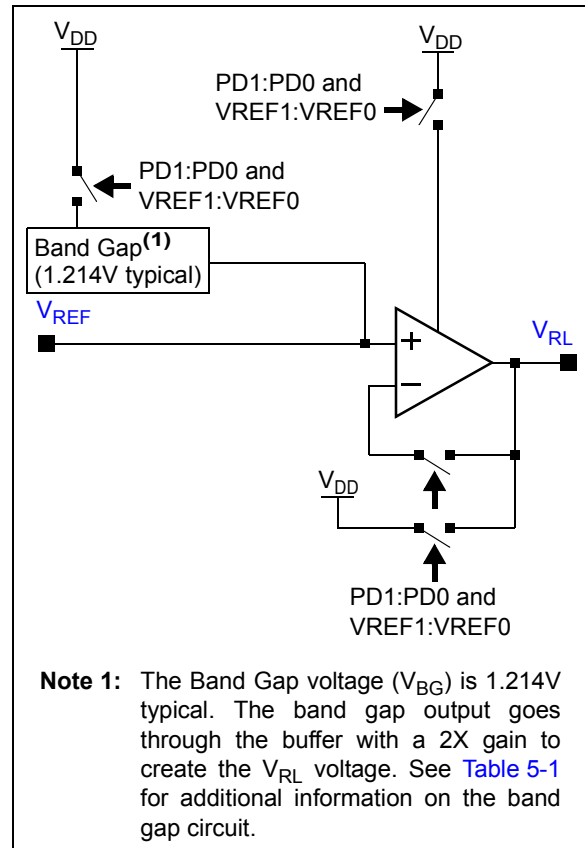 VDD
VDD
PD1:PD0 and
VREF1:VREF0
PD1:PD0 and
VREF1:VREF0
Band Gap(1)
(1.214V typical)
VREF
VRL
+
−
VDD
PD1:PD0 and
VREF1:VREF0
Note 1: The Band Gap voltage (VBG) is 1.214V
typical. The band gap output goes
through the buffer with a 2X gain to
create the VRL voltage. See Table 5-1
for additional information on the band
gap circuit.